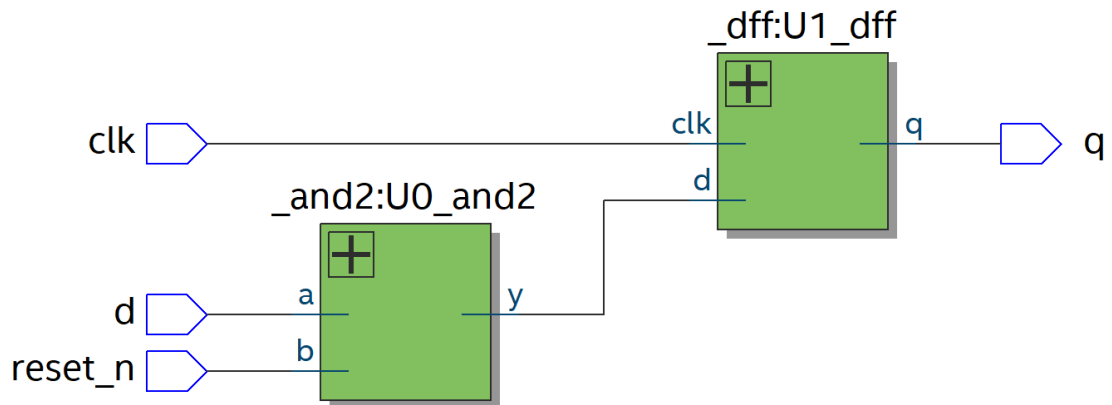 _dff:U1_dff
clk
clk
q
q
d
_and2:U0_and2
d
a
y
reset_n
b